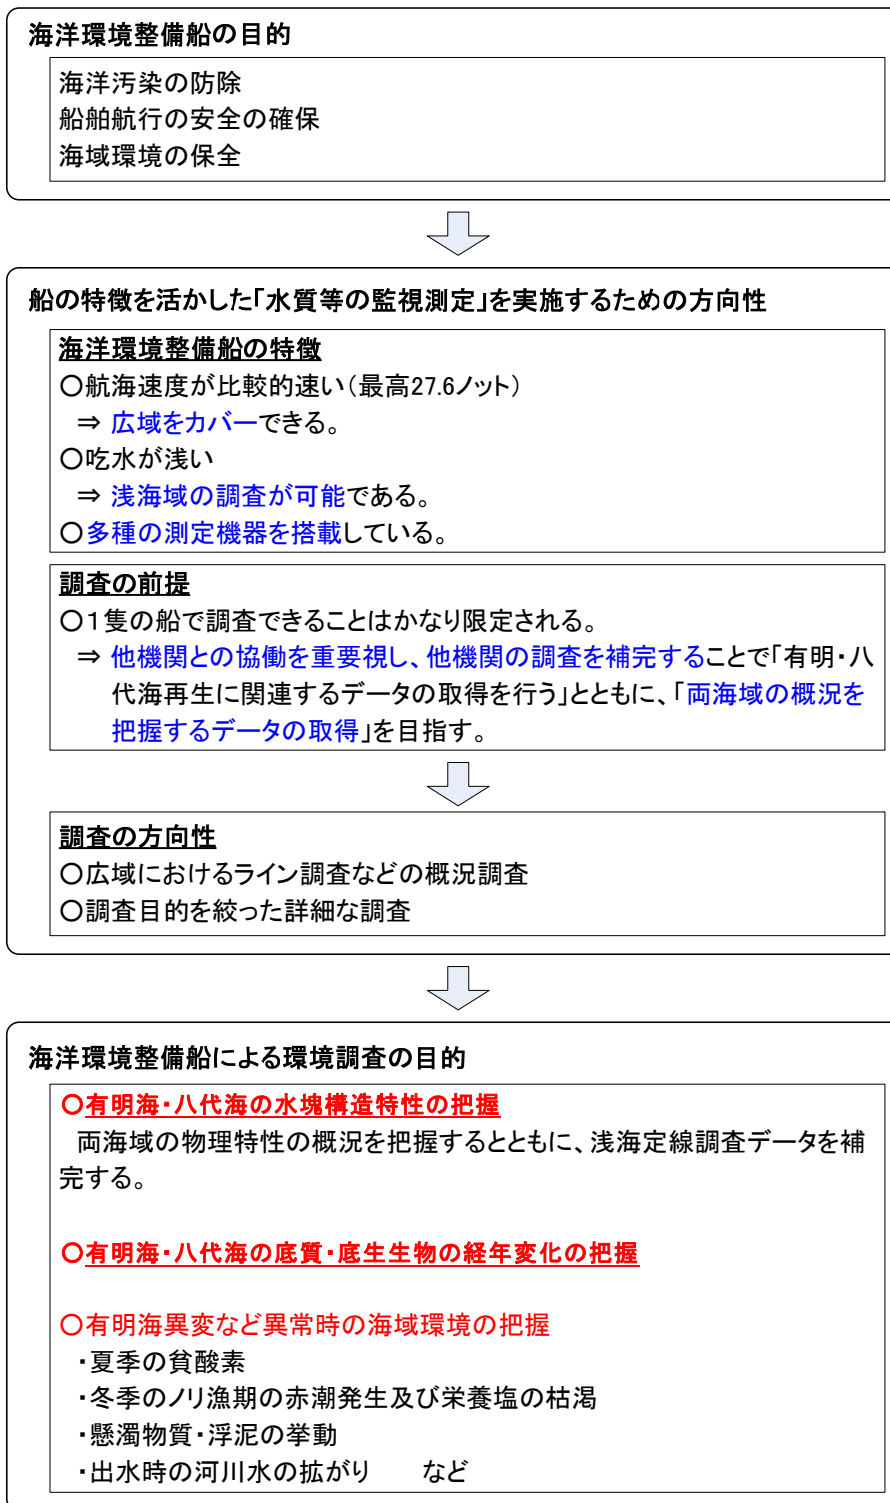 海洋環境整備船の目的
海洋汚染の防除
船舶航行の安全の確保
海域環境の保全
船の特徴を活かした「水質等の監視測定」を実施するための方向性
海洋環境整備船の特徴
○航海速度が比較的速い（最高27.6ノット）
⇒ 広域をカバーできる。
○吃水が浅い
⇒ 浅海域の調査が可能である。
○多種の測定機器を搭載している。
調査の前提
○１隻の船で調査できることはかなり限定される。
⇒ 他機関との協働を重要視し、他機関の調査を補完することで「有明・八
代海再生に関連するデータの取得を行う」とともに、「両海域の概況を
把握するデータの取得」を目指す。
調査の方向性
○広域におけるライン調査などの概況調査
○調査目的を絞った詳細な調査
海洋環境整備船による環境調査の目的
○有明海・八代海の水塊構造特性の把握
両海域の物理特性の概況を把握するとともに、浅海定線調査データを補
完する。
○有明海・八代海の底質・底生生物の経年変化の把握
○有明海異変など異常時の海域環境の把握
・夏季の貧酸素
・冬季のノリ漁期の赤潮発生及び栄養塩の枯渇
・懸濁物質・浮泥の挙動
・出水時の河川水の拡がり　　など